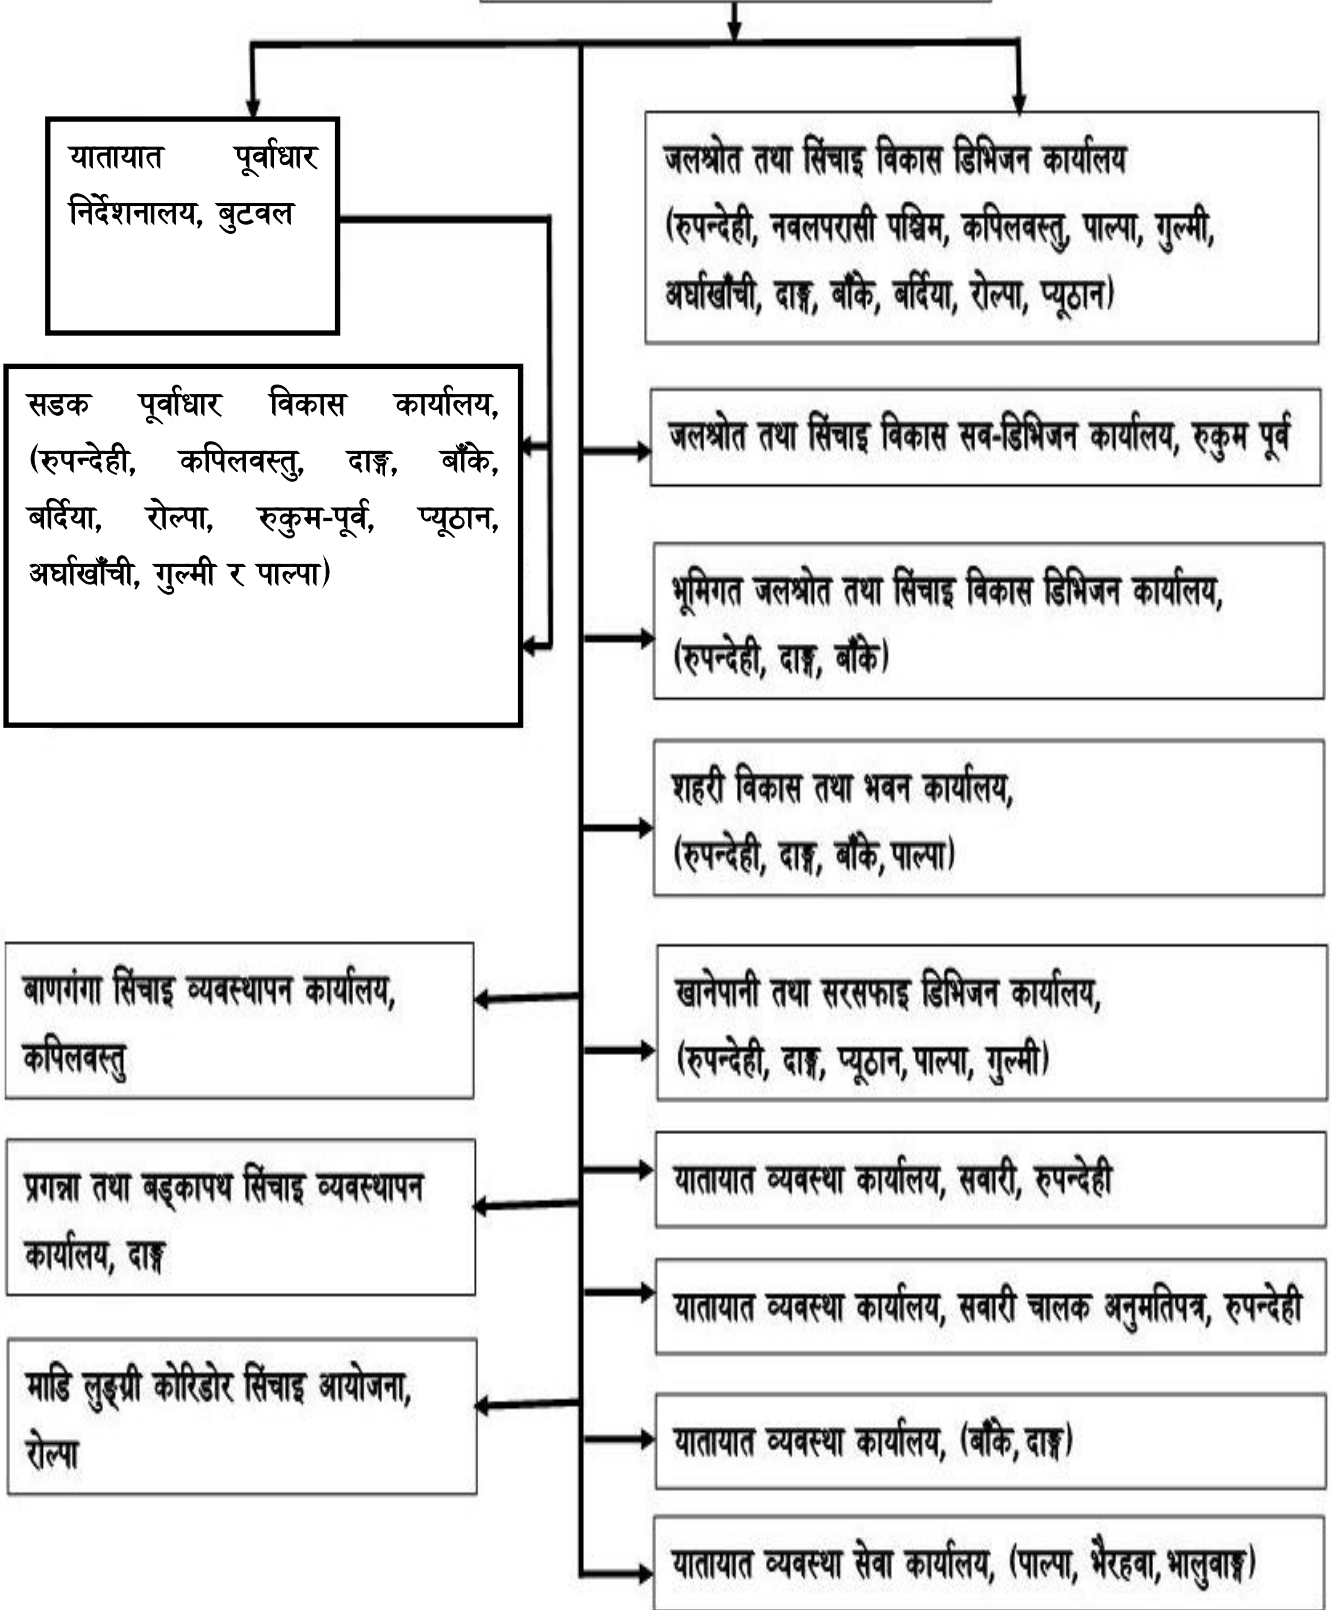 यातायात पूर्वाधार
निर्देशनालय, बुटवल
सडक पूर्वाधार विकास कार्यालय,
(रुपन्देही, कपिलवस्तु, दाङ्ग, बाँके,
बर्दिया, रोल्पा, रुकुम-पूर्व, प्यूठान,
अर्घाखाँची, गुल्मी र पाल्पा)
बाणगंगा सिंचाइ व्यवस्थापन कार्यालय,
कपिलवस्तु
प्रगन्ना तथा बड्कापथ सिंचाइ व्यवस्थापन
कार्यालय, दाङ्ग
माडि लुङ्ग्री कोरिडोर सिंचाइ आयोजना,
रोल्पा
जलश्रोत तथा सिंचाइ विकास डिभिजन कार्यालय
(रुपन्देही, नवलपरासी पश्चिम, कपिलवस्तु, पाल्पा, गुल्मी,
अर्घाखाँची, दाङ्ग, बाँके, बर्दिया, रोल्पा, प्यूठान)
जलश्रोत तथा सिंचाइ विकास सव-डिभिजन कार्यालय, रुकुम पूर्व
भूमिगत जलश्रोत तथा सिंचाइ विकास डिभिजन कार्यालय,
(रुपन्देही, दाङ्ग, बाँके)
शहरी विकास तथा भवन कार्यालय,
(रुपन्देही, दाङ्ग, बाँके, पाल्पा)
खानेपानी तथा सरसफाइ डिभिजन कार्यालय,
(रुपन्देही, दाङ्ग, प्यूठान, पाल्पा, गुल्मी)
यातायात व्यवस्था कार्यालय, सवारी, रुपन्देही
यातायात व्यवस्था कार्यालय, सवारी चालक अनुमतिपत्र, रुपन्देही
यातायात व्यवस्था कार्यालय, (बाँके, दाङ्ग)
यातायात व्यवस्था सेवा कार्यालय, (पाल्पा, भैरहवा, भालुवाङ्ग)